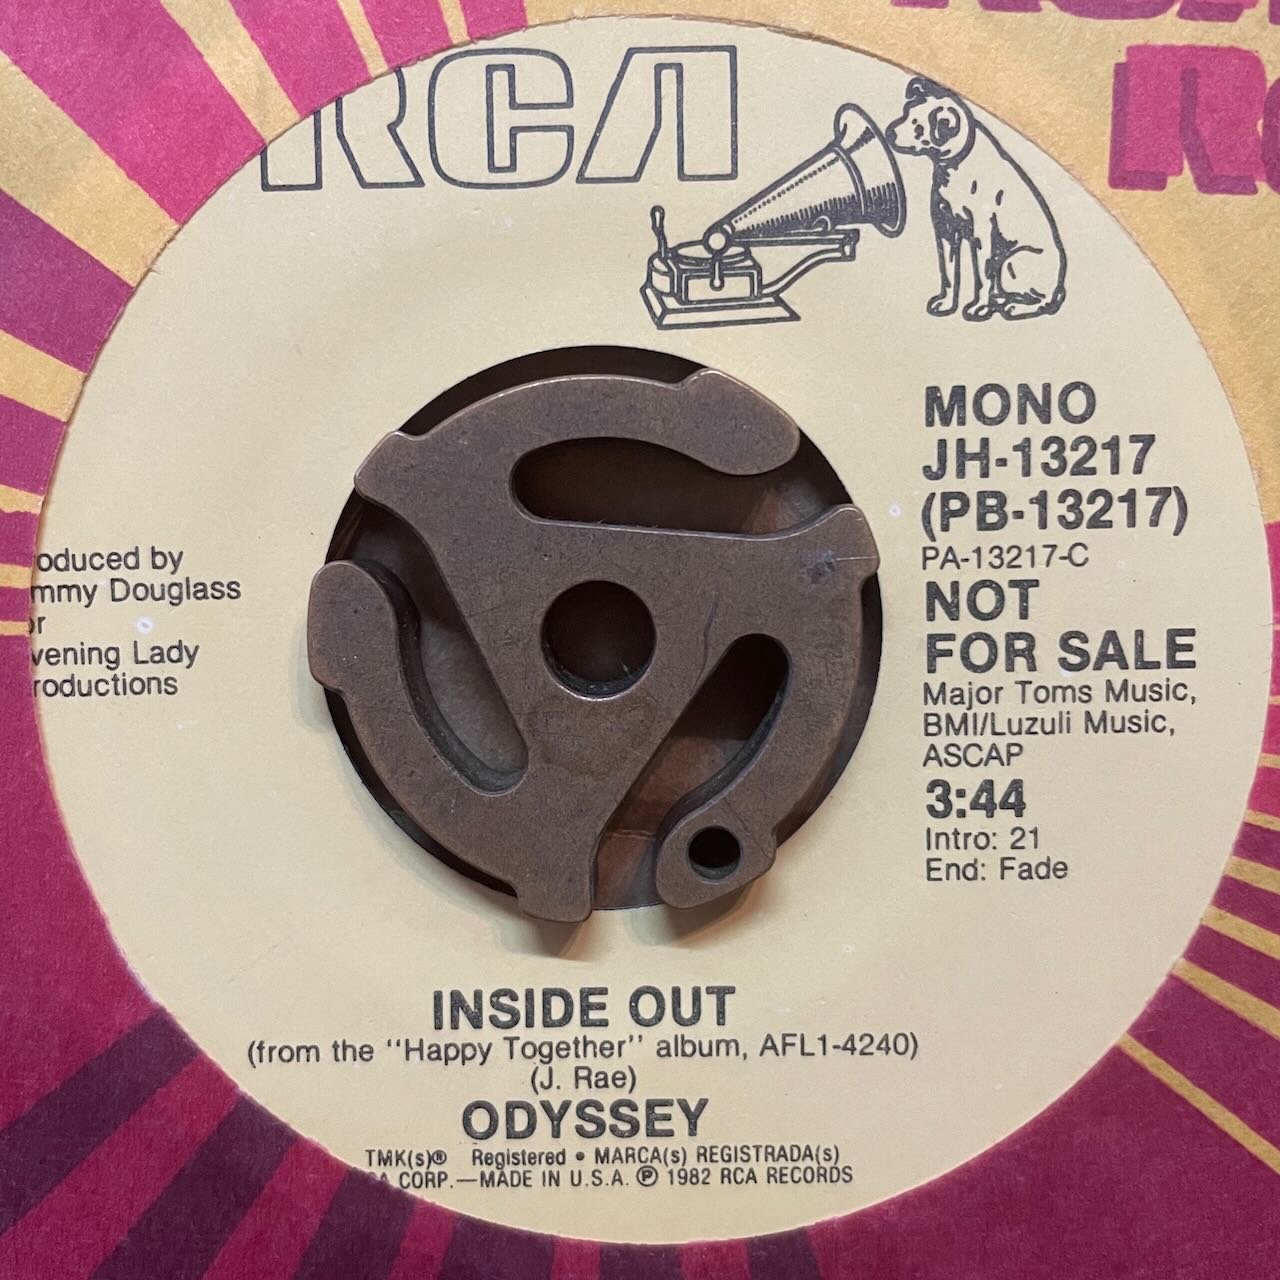 RCA
MONO
JH-13217
(PB-13217)
PA-13217-C
NOT
FOR SALE
Major Toms Music,
BMI/Luzuli Music,
ASCAP
3:44
Intro: 21
End: Fade
oduced by
mmy Douglass
or
vening Lady
roductions
INSIDE OUT
(from the "Happy Together" album, AFL1-4240)
(J. Rae)
ODYSSEY
TMK(s)® Registered • MARCA(s) REGISTRADA(s)
A CORP.—MADE IN U.S.A. ℗ 1982 RCA RECORDS